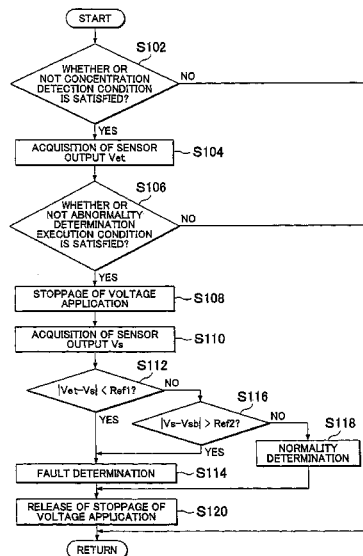 START
S102
WHETHER OR
NOT CONCENTRATION
DETECTION CONDITION
IS SATISFIED?
NO
YES
ACQUISITION OF SENSOR
OUTPUT Vet
S104
S106
WHETHER OR
NOT ABNORMALITY
DETERMINATION
EXECUTION CONDITION
IS SATISFIED?
NO
YES
STOPPAGE OF VOLTAGE
APPLICATION
S108
ACQUISITION OF SENSOR
OUTPUT Vs
S110
S112
|Vet-Vs| < Ref1?
NO
S116
YES
|Vs-Vsb| > Ref2?
NO
S118
YES
NORMALITY
DETERMINATION
FAULT DETERMINATION
S114
RELEASE OF STOPPAGE OF
VOLTAGE APPLICATION
S120
RETURN